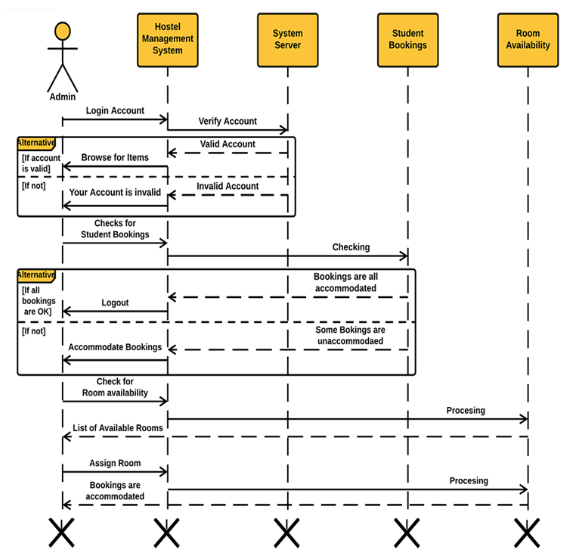 Hostel
Management
System
System
Server
Student
Bookings
Room
Availability
Admin
Login Account
Verify Account
Alternative
Valid Account
[If account
is valid]
Browse for Items
[If not]
Your Account is invalid
Invalid Account
Checks for
Student Bookings
Checking
Alternative
Bookings are all
accommodated
[If all
bookings
are OK]
Logout
[If not]
Some Bokings are
unaccommodaed
Accommodate Bookings
Check for
Room availability
Procesing
List of Available Rooms
Assign Room
Procesing
Bookings are
accommodated